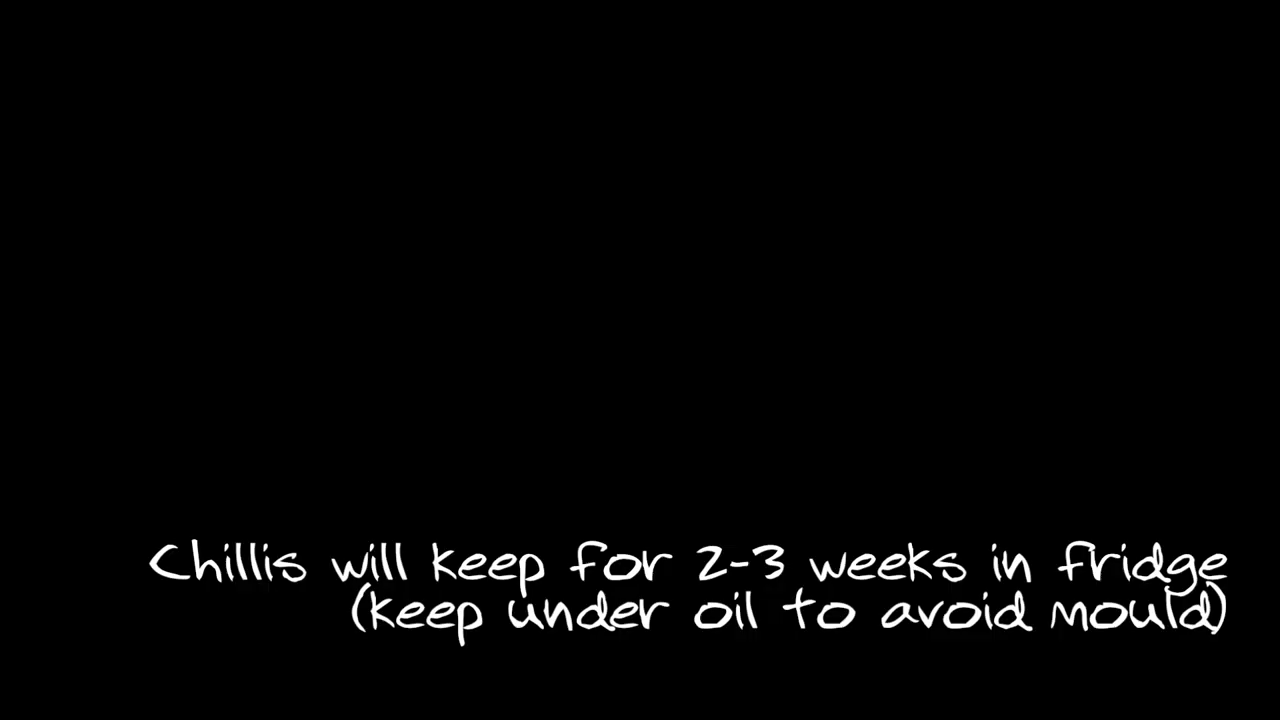 Chillis will keep for 2-3 weeks in fridge
(keep under oil to avoid mould)